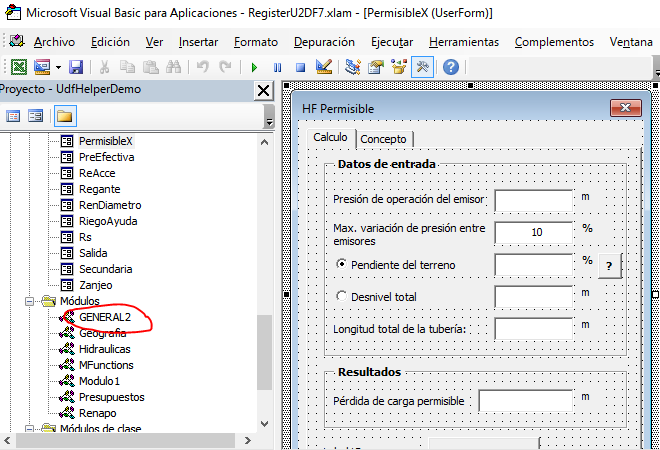 Microsoft Visual Basic para Aplicaciones - RegisterU2DF7.xlam - [PermisibleX (UserForm)]
Archivo Edición Ver Insertar Formato Depuración Ejecutar Herramientas Complementos Ventana
Proyecto - UdfHelperDemo
PermisibleX
PreEfectiva
ReAcce
Regante
RenDiametro
RiegoAyuda
Rs
Salida
Secundaria
Zanjeo
Módulos
GENERAL2
Geografia
Hidraulicas
MFunctions
Modulo1
Presupuestos
Renapo
Módulos de clase
HF Permisible
Calculo Concepto
Datos de entrada
Presión de operación del emisor m
Max. variación de presión entre
emisores 10 %
Pendiente del terreno % ?
Desnivel total m
Longitud total de la tubería: m
Resultados
Pérdida de carga permisible m